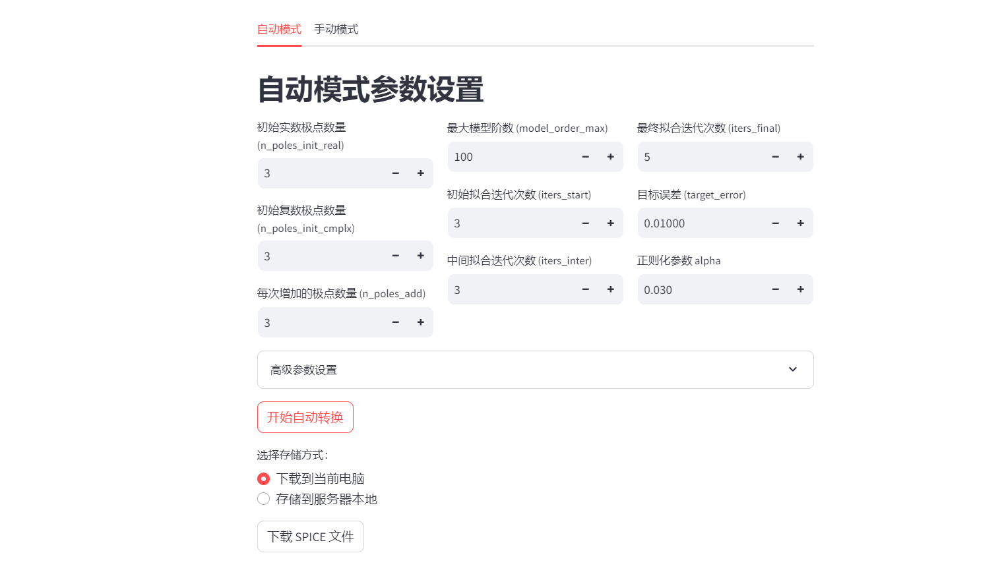 自动模式
手动模式
自动模式参数设置
初始实数极点数量
(n_poles_init_real)
3
初始复数极点数量
(n_poles_init_cmplx)
3
每次增加的极点数量 (n_poles_add)
3
最大模型阶数 (model_order_max)
100
初始拟合迭代次数 (iters_start)
3
中间拟合迭代次数 (iters_inter)
3
最终拟合迭代次数 (iters_final)
5
目标误差 (target_error)
0.01000
正则化参数 alpha
0.030
高级参数设置
开始自动转换
选择存储方式：
下载到当前电脑
存储到服务器本地
下载 SPICE 文件